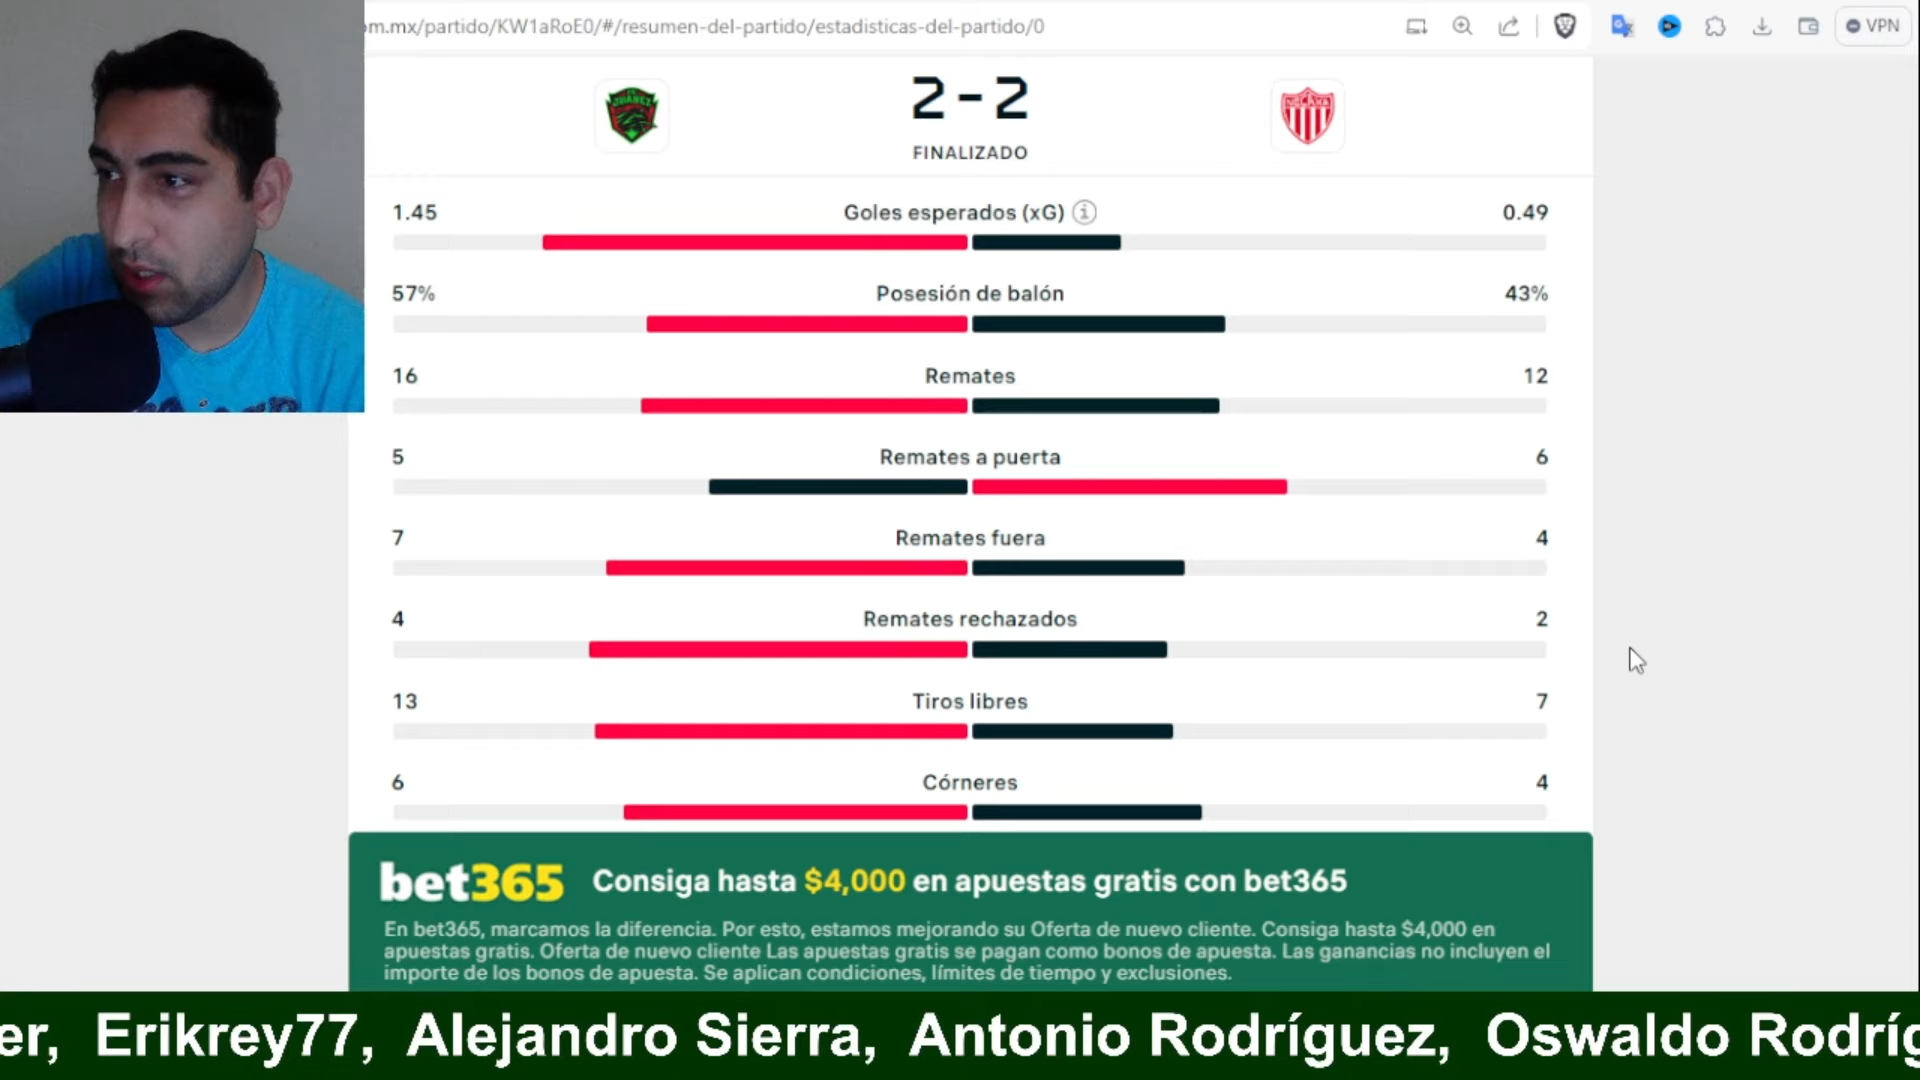 om.mx/partido/KW1aRoE0/#/resumen-del-partido/estadisticas-del-partido/0
VPN
JUÁREZ
2-2
NECAXA
FINALIZADO
1.45 Goles esperados (xG) 0.49
57% Posesión de balón 43%
16 Remates 12
5 Remates a puerta 6
7 Remates fuera 4
4 Remates rechazados 2
13 Tiros libres 7
6 Córneres 4
bet365 Consiga hasta $4,000 en apuestas gratis con bet365
En bet365, marcamos la diferencia. Por esto, estamos mejorando su Oferta de nuevo cliente. Consiga hasta $4,000 en
apuestas gratis. Oferta de nuevo cliente Las apuestas gratis se pagan como bonos de apuesta. Las ganancias no incluyen el
importe de los bonos de apuesta. Se aplican condiciones, límites de tiempo y exclusiones.
er, Erikrey77, Alejandro Sierra, Antonio Rodríguez, Oswaldo Rodríg